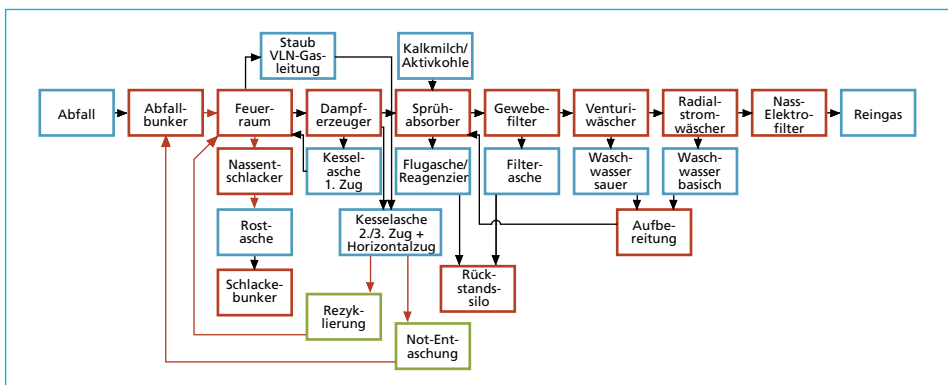 Staub
VLN-Gas-
leitung
Kalkmilch/
Aktivkohle
Abfall
Abfall-
bunker
Feuer-
raum
Dampf-
erzeuger
Sprüh-
absorber
Gewebe-
filter
Venturi-
wäscher
Radial-
strom-
wäscher
Nass-
Elektro-
filter
Reingas
Nassent-
schlacker
Kessel-
asche
1. Zug
Flugasche/
Reagenzier
Filter-
asche
Wasch-
wasser
sauer
Wasch-
wasser
basisch
Rost-
asche
Kesselasche
2./3. Zug +
Horizontalzug
Aufbe-
reitung
Schlacke-
bunker
Rück-
stands-
silo
Rezyk-
lierung
Not-Ent-
aschung